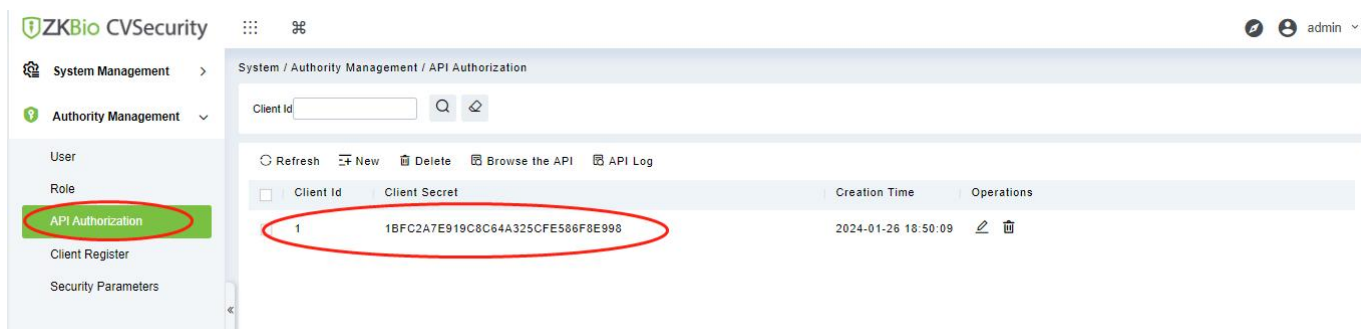 ZKBio CVSecurity
admin
System Management
System / Authority Management / API Authorization
Authority Management
Client Id
User
Refresh New Delete Browse the API API Log
Role
Client Id Client Secret Creation Time Operations
API Authorization
1 1BFC2A7E919C8C64A325CFE586F8E998 2024-01-26 18:50:09
Client Register
Security Parameters